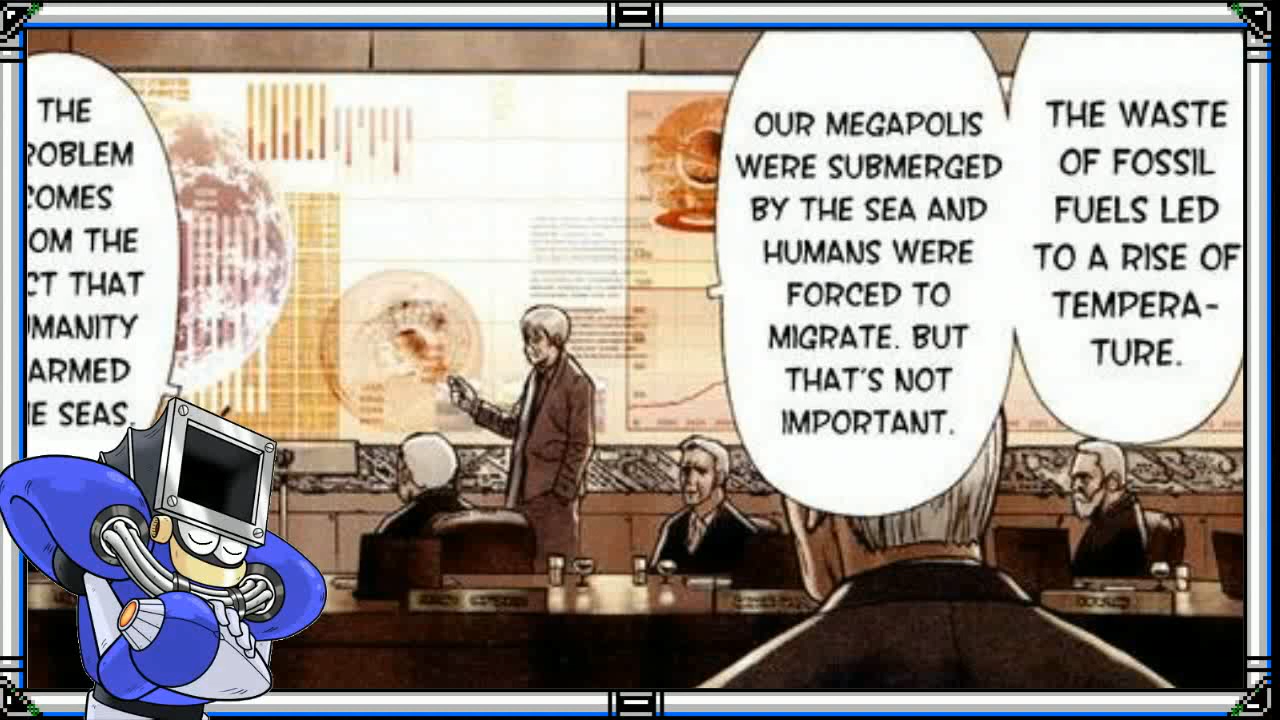 THE WASTE
OF FOSSIL
FUELS LED
TO A RISE OF
TEMPERA-
TURE.
OUR MEGAPOLIS
WERE SUBMERGED
BY THE SEA AND
HUMANS WERE
FORCED TO
MIGRATE. BUT
THAT'S NOT
IMPORTANT.
THE
ROBLEM
COMES
OM THE
CT THAT
UMANITY
ARMED
E SEAS.